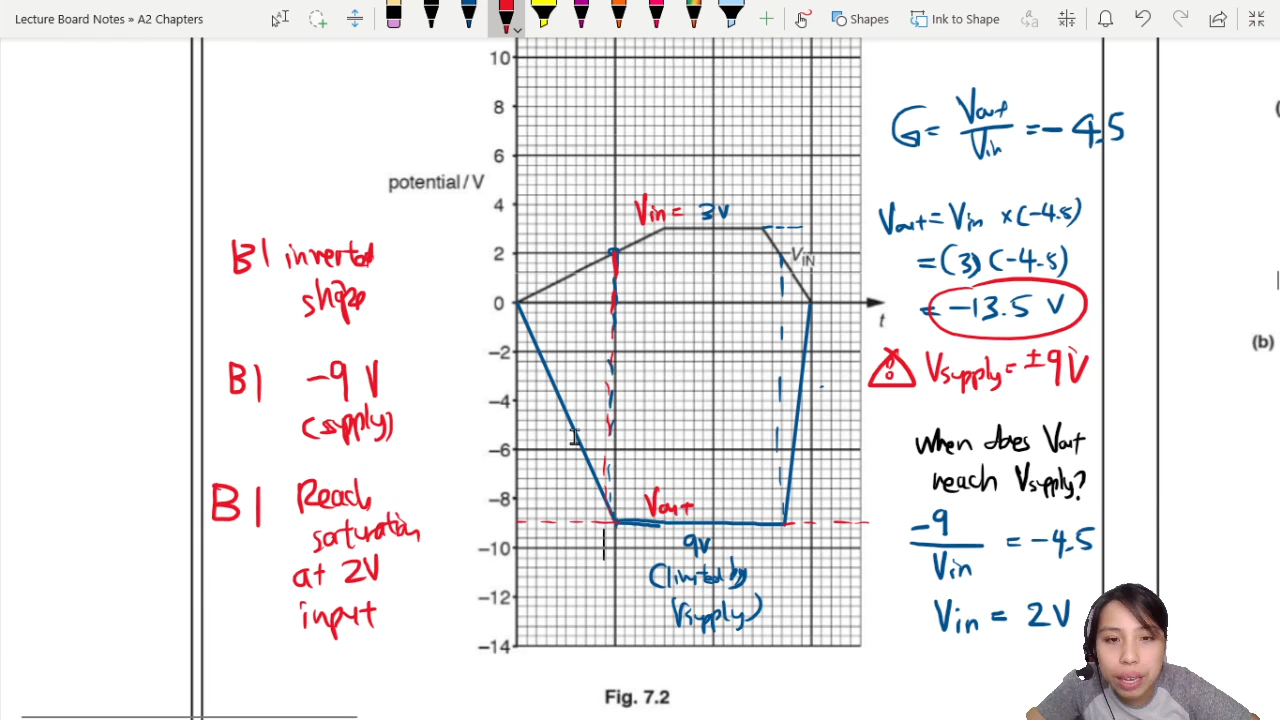 Lecture Board Notes » A2 Chapters
Shapes
Ink to Shape
10
8
6
4
2
0
−2
−4
−6
−8
−10
−12
−14
potential / V
t
Vin = 3V
VIN
Vout
9V
(limited by
Vsupply)
Fig. 7.2
B1 inverted
shape
B1 −9 V
(supply)
B1 Reach
saturation
at 2V
input
G = Vout / Vin = −4.5
Vout = Vin × (−4.5)
= (3) (−4.5)
= −13.5 V
! Vsupply = ±9V
When does Vout
reach Vsupply?
−9 / Vin = −4.5
Vin = 2V
(b)